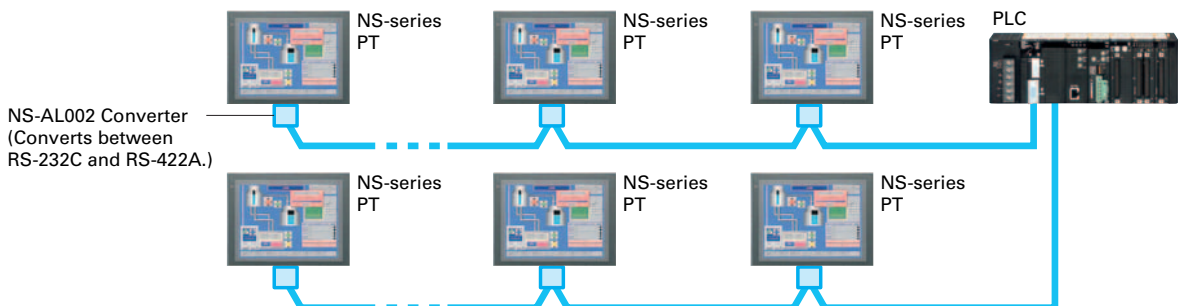 NS-series
PT
NS-series
PT
NS-series
PT
PLC
NS-AL002 Converter
(Converts between
RS-232C and RS-422A.)
NS-series
PT
NS-series
PT
NS-series
PT